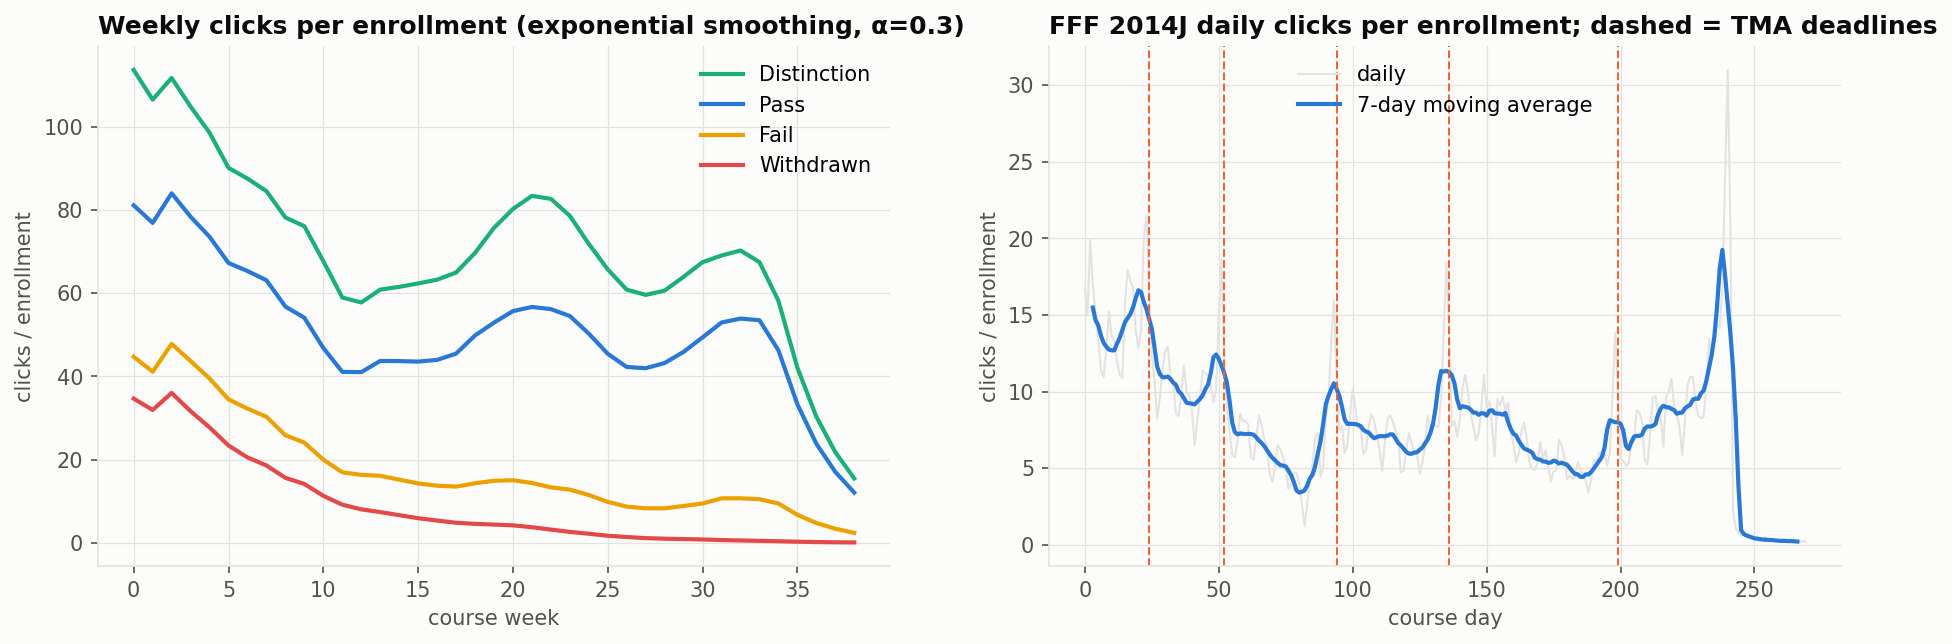 Weekly clicks per enrollment (exponential smoothing, α=0.3)
clicks / enrollment
100
80
60
40
20
0
Distinction
Pass
Fail
Withdrawn
0 5 10 15 20 25 30 35
course week
FFF 2014J daily clicks per enrollment; dashed = TMA deadlines
clicks / enrollment
30
25
20
15
10
5
0
daily
7-day moving average
0 50 100 150 200 250
course day